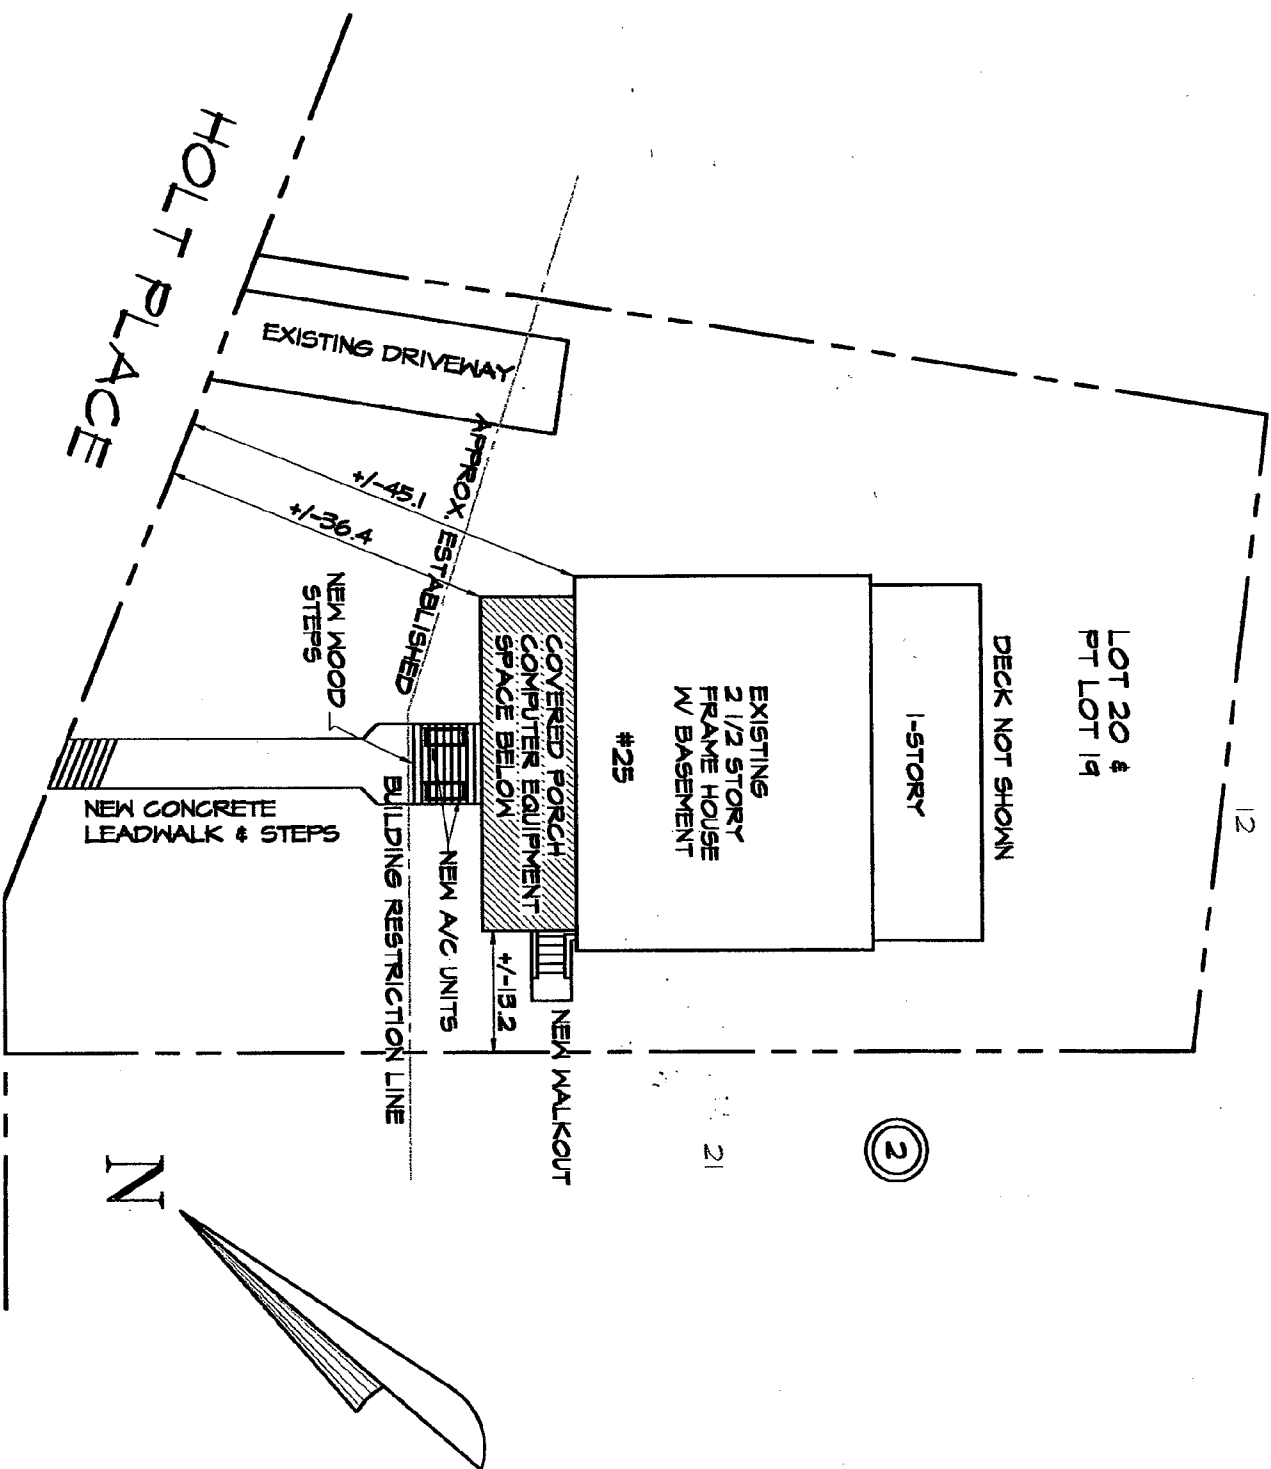 LOT 20 &
PT LOT 19
12
DECK NOT SHOWN
1-STORY
EXISTING
2 1/2 STORY
FRAME HOUSE
W/ BASEMENT
#25
COVERED PORCH
COMPUTER EQUIPMENT
SPACE BELOW
EXISTING DRIVEWAY
APPROX. ESTABLISHED
BUILDING RESTRICTION LINE
+/-45.1
+/-36.4
+/-13.2
NEW WOOD
STEPS
NEW A/C UNITS
NEW WALKOUT
NEW CONCRETE
LEADWALK & STEPS
HOLT PLACE
2
21
N